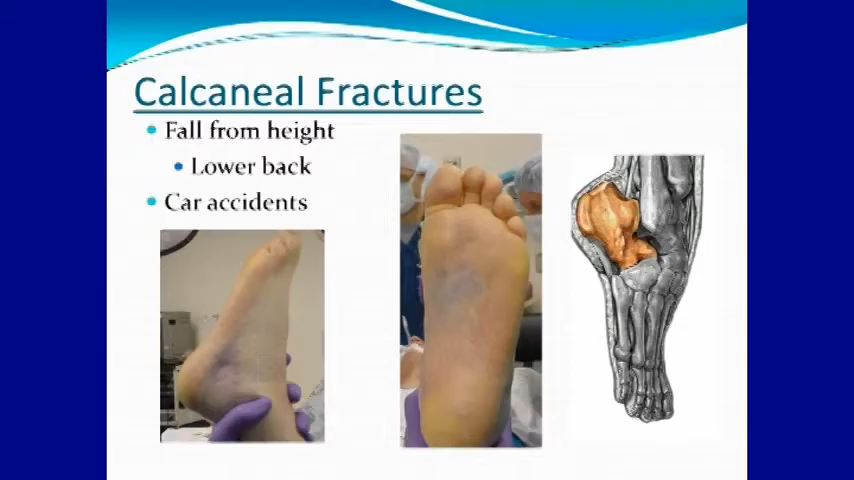 Calcaneal Fractures
Fall from height
Lower back
Car accidents